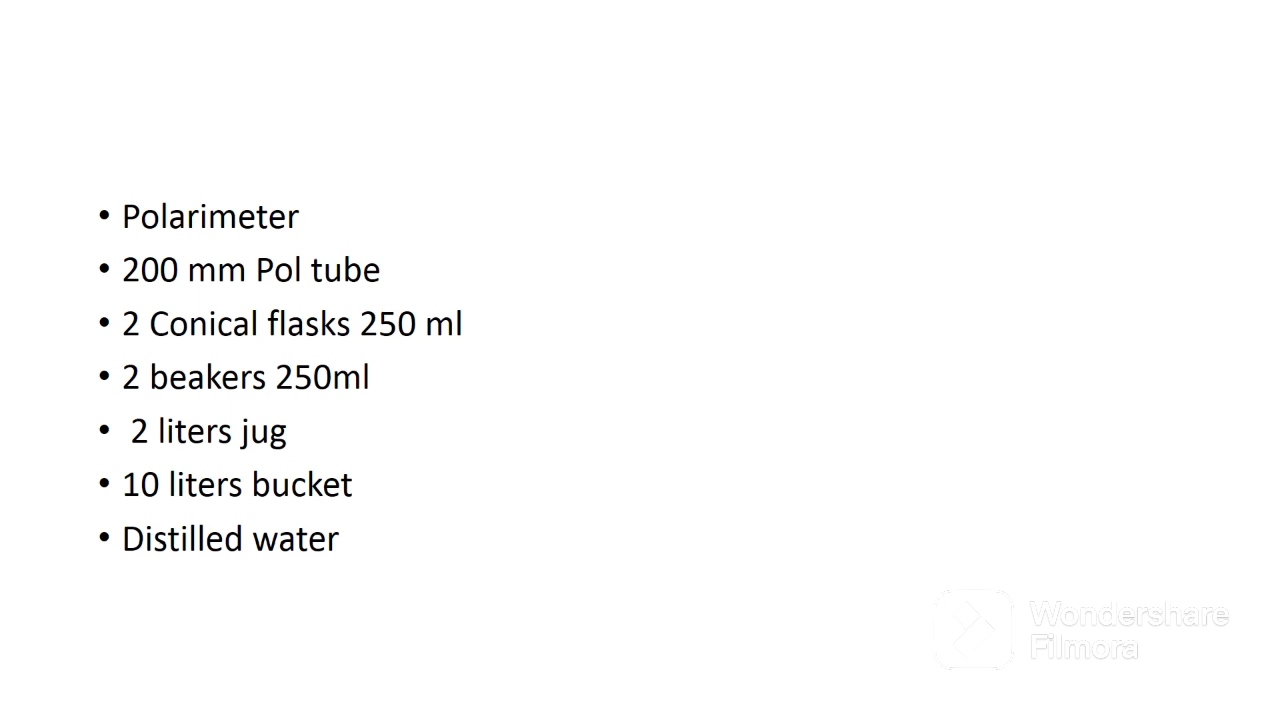 • Polarimeter
• 200 mm Pol tube
• 2 Conical flasks 250 ml
• 2 beakers 250ml
• 2 liters jug
• 10 liters bucket
• Distilled water
Wondershare
Filmora